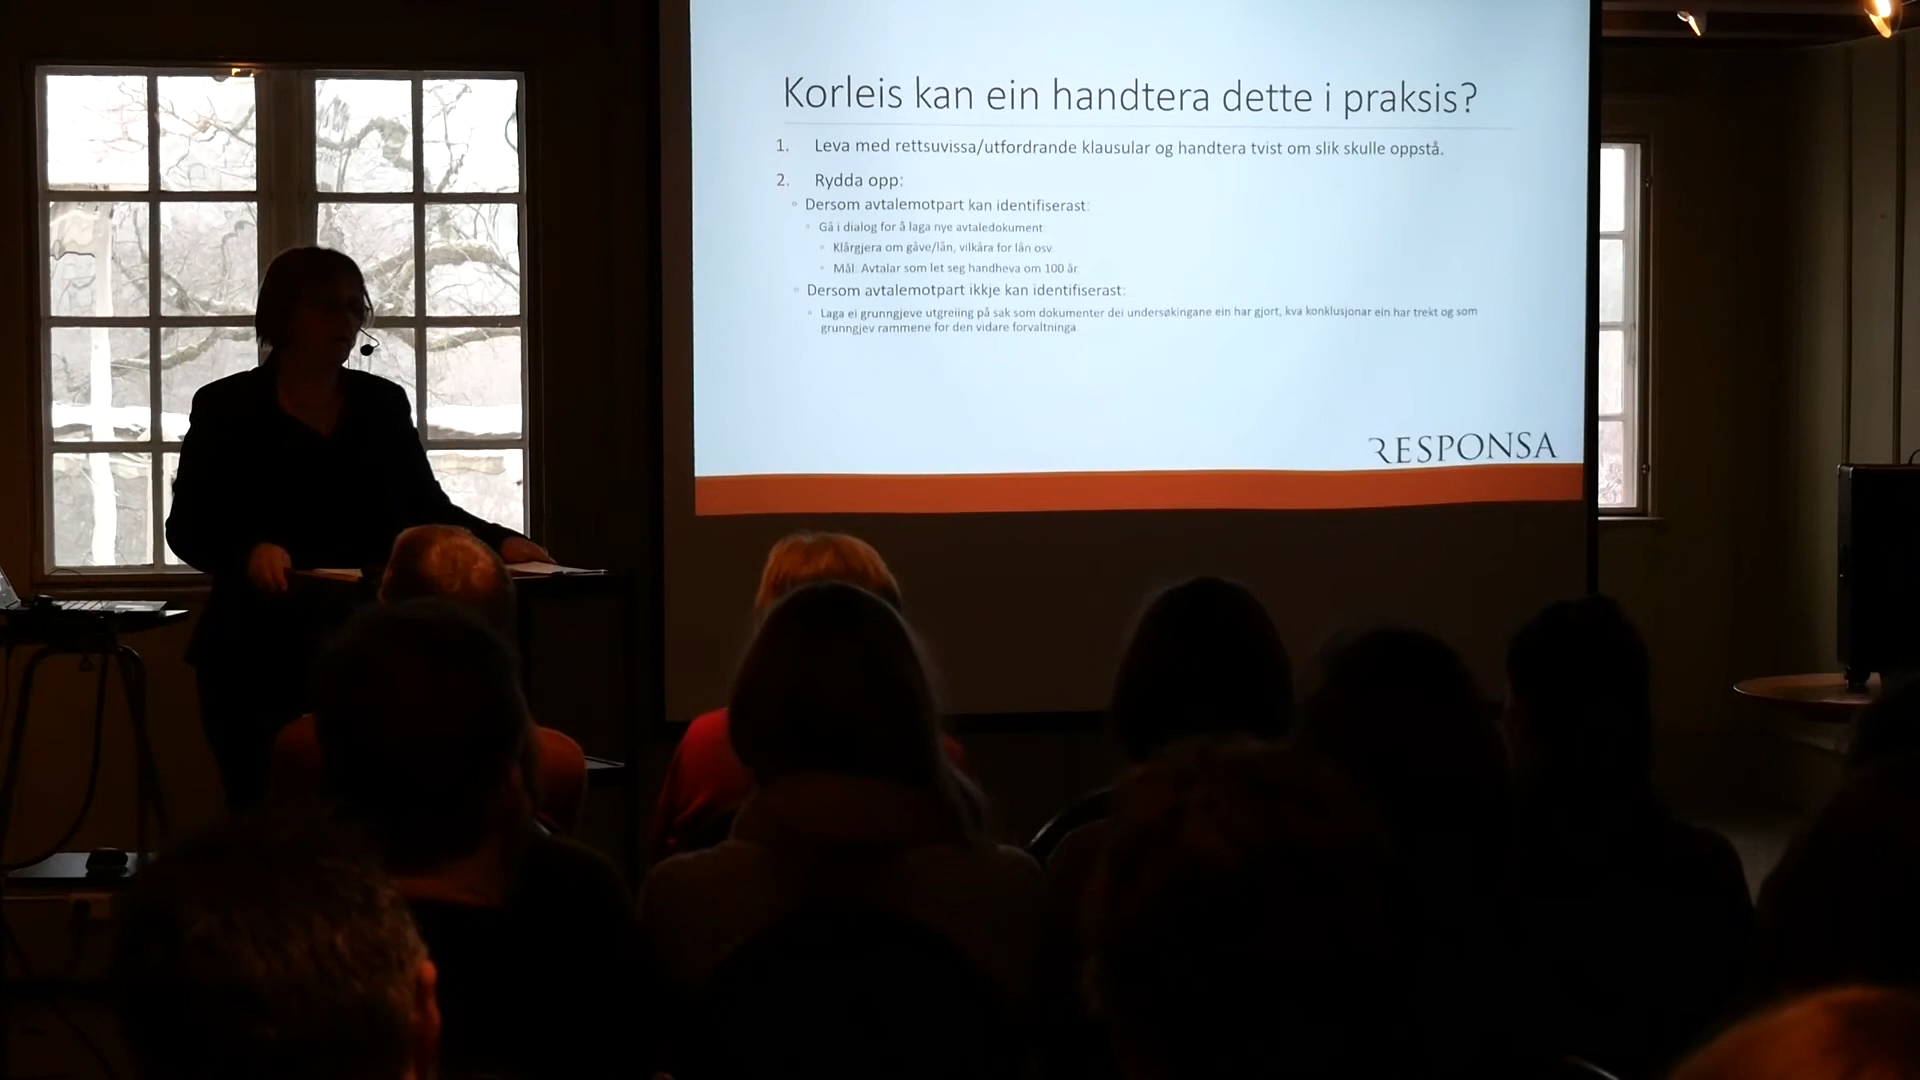 Korleis kan ein handtera dette i praksis?
1. Leva med rettsuvissa/utfordrande klausular og handtera tvist om slik skulle oppstå.
2. Rydda opp:
Dersom avtalemotpart kan identifiserast:
Gå i dialog for å laga nye avtaledokument:
Klårgjera om gåve/lån, vilkåra for lån osv.
Mål: Avtalar som let seg handheva om 100 år.
Dersom avtalemotpart ikkje kan identifiserast:
Laga ei grunngjeve utgreiing på sak som dokumenter dei undersøkingane ein har gjort, kva konklusjonar ein har trekt og som
grunngjev rammene for den vidare forvaltninga.
RESPONSA